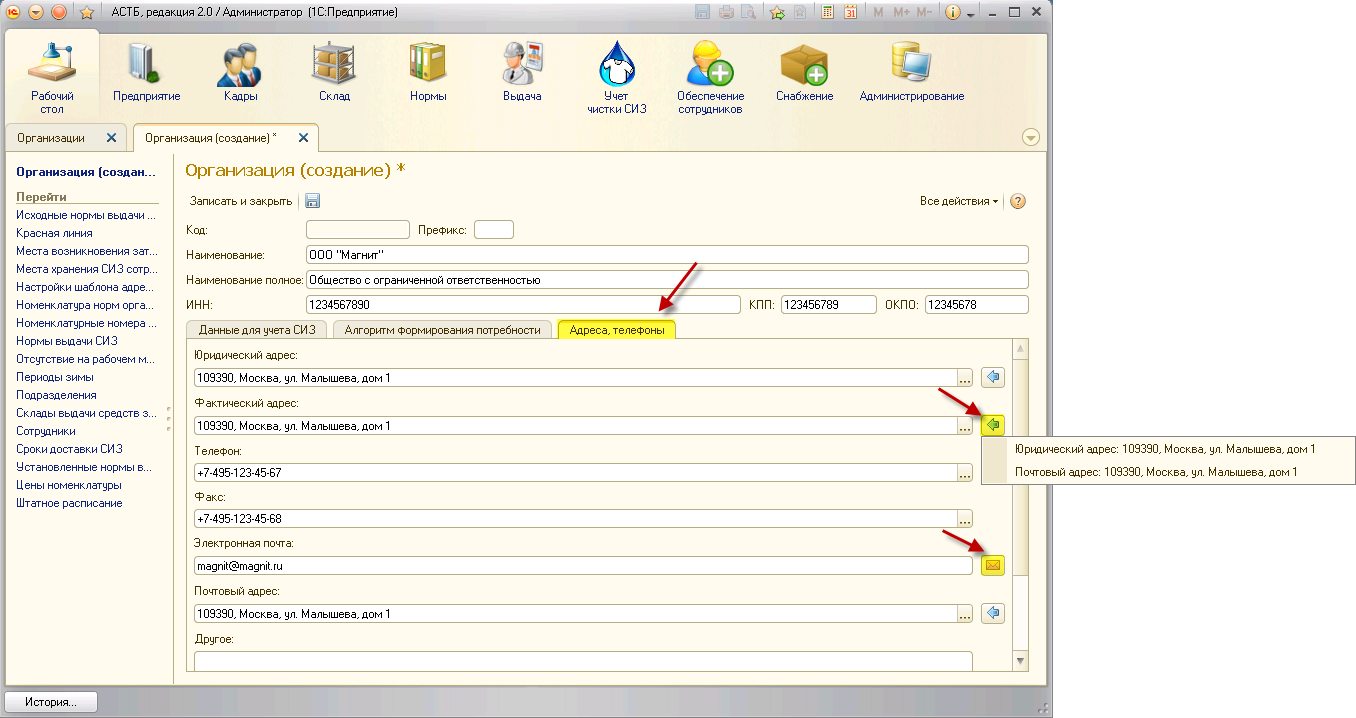 АСТБ, редакция 2.0 / Администратор (1С:Предприятие)
M M+ M-
Рабочий
стол
Предприятие
Кадры
Склад
Нормы
Выдача
Учет
чистки СИЗ
Обеспечение
сотрудников
Снабжение
Администрирование
Организации
Организация (создание) *
Организация (создан...
Перейти
Исходные нормы выдачи ...
Красная линия
Места возникновения зат...
Места хранения СИЗ сотр...
Настройки шаблона адре...
Номенклатура норм орга...
Номенклатурные номера ...
Нормы выдачи СИЗ
Отсутствие на рабочем м...
Периоды зимы
Подразделения
Склады выдачи средств з...
Сотрудники
Сроки доставки СИЗ
Установленные нормы в...
Цены номенклатуры
Штатное расписание
Организация (создание) *
Записать и закрыть
Все действия
Код:
Префикс:
Наименование: ООО "Магнит"
Наименование полное: Общество с ограниченной ответственностью
ИНН: 1234567890 КПП: 123456789 ОКПО: 12345678
Данные для учета СИЗ
Алгоритм формирования потребности
Адреса, телефоны
Юридический адрес:
109390, Москва, ул. Малышева, дом 1
Фактический адрес:
109390, Москва, ул. Малышева, дом 1
Юридический адрес: 109390, Москва, ул. Малышева, дом 1
Почтовый адрес: 109390, Москва, ул. Малышева, дом 1
Телефон:
+7-495-123-45-67
Факс:
+7-495-123-45-68
Электронная почта:
magnit@magnit.ru
Почтовый адрес:
109390, Москва, ул. Малышева, дом 1
Другое:
История...